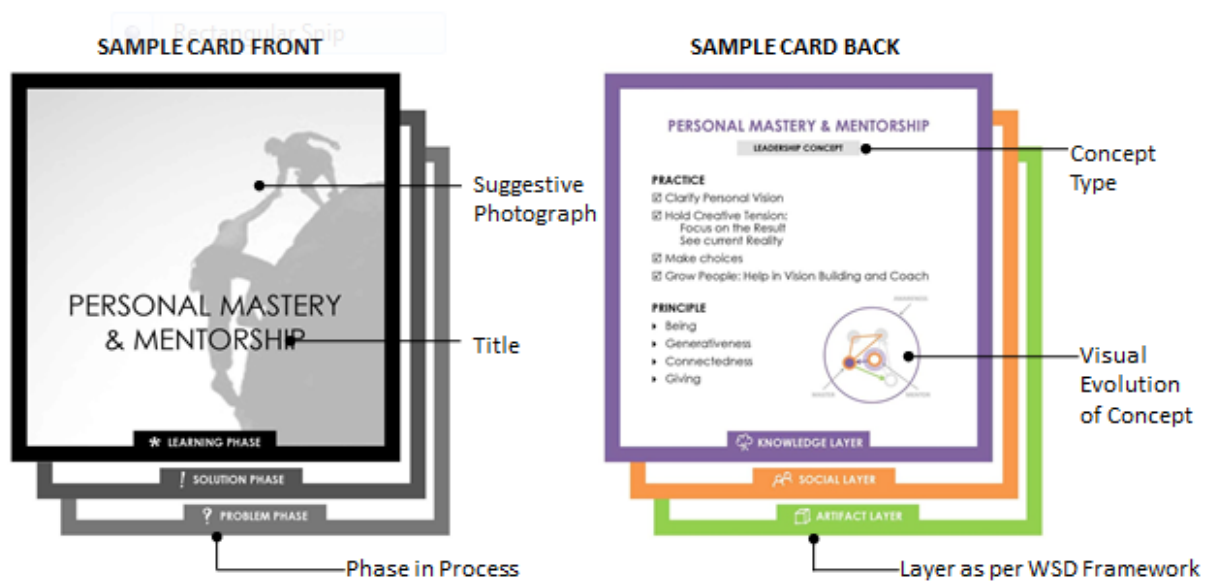 Rectangular Snip
SAMPLE CARD FRONT
PERSONAL MASTERY
& MENTORSHIP
LEARNING PHASE
! SOLUTION PHASE
? PROBLEM PHASE
Suggestive
Photograph
Title
Phase in Process
SAMPLE CARD BACK
PERSONAL MASTERY & MENTORSHIP
LEADERSHIP CONCEPT
PRACTICE
☑ Clarify Personal Vision
☑ Hold Creative Tension:
Focus on the Result
See current Reality
☑ Make choices
☑ Grow People: Help in Vision Building and Coach
PRINCIPLE
Being
Generativeness
Connectedness
Giving
AWARENESS
MASTER
MENTOR
KNOWLEDGE LAYER
SOCIAL LAYER
ARTIFACT LAYER
Concept
Type
Visual
Evolution
of Concept
Layer as per WSD Framework